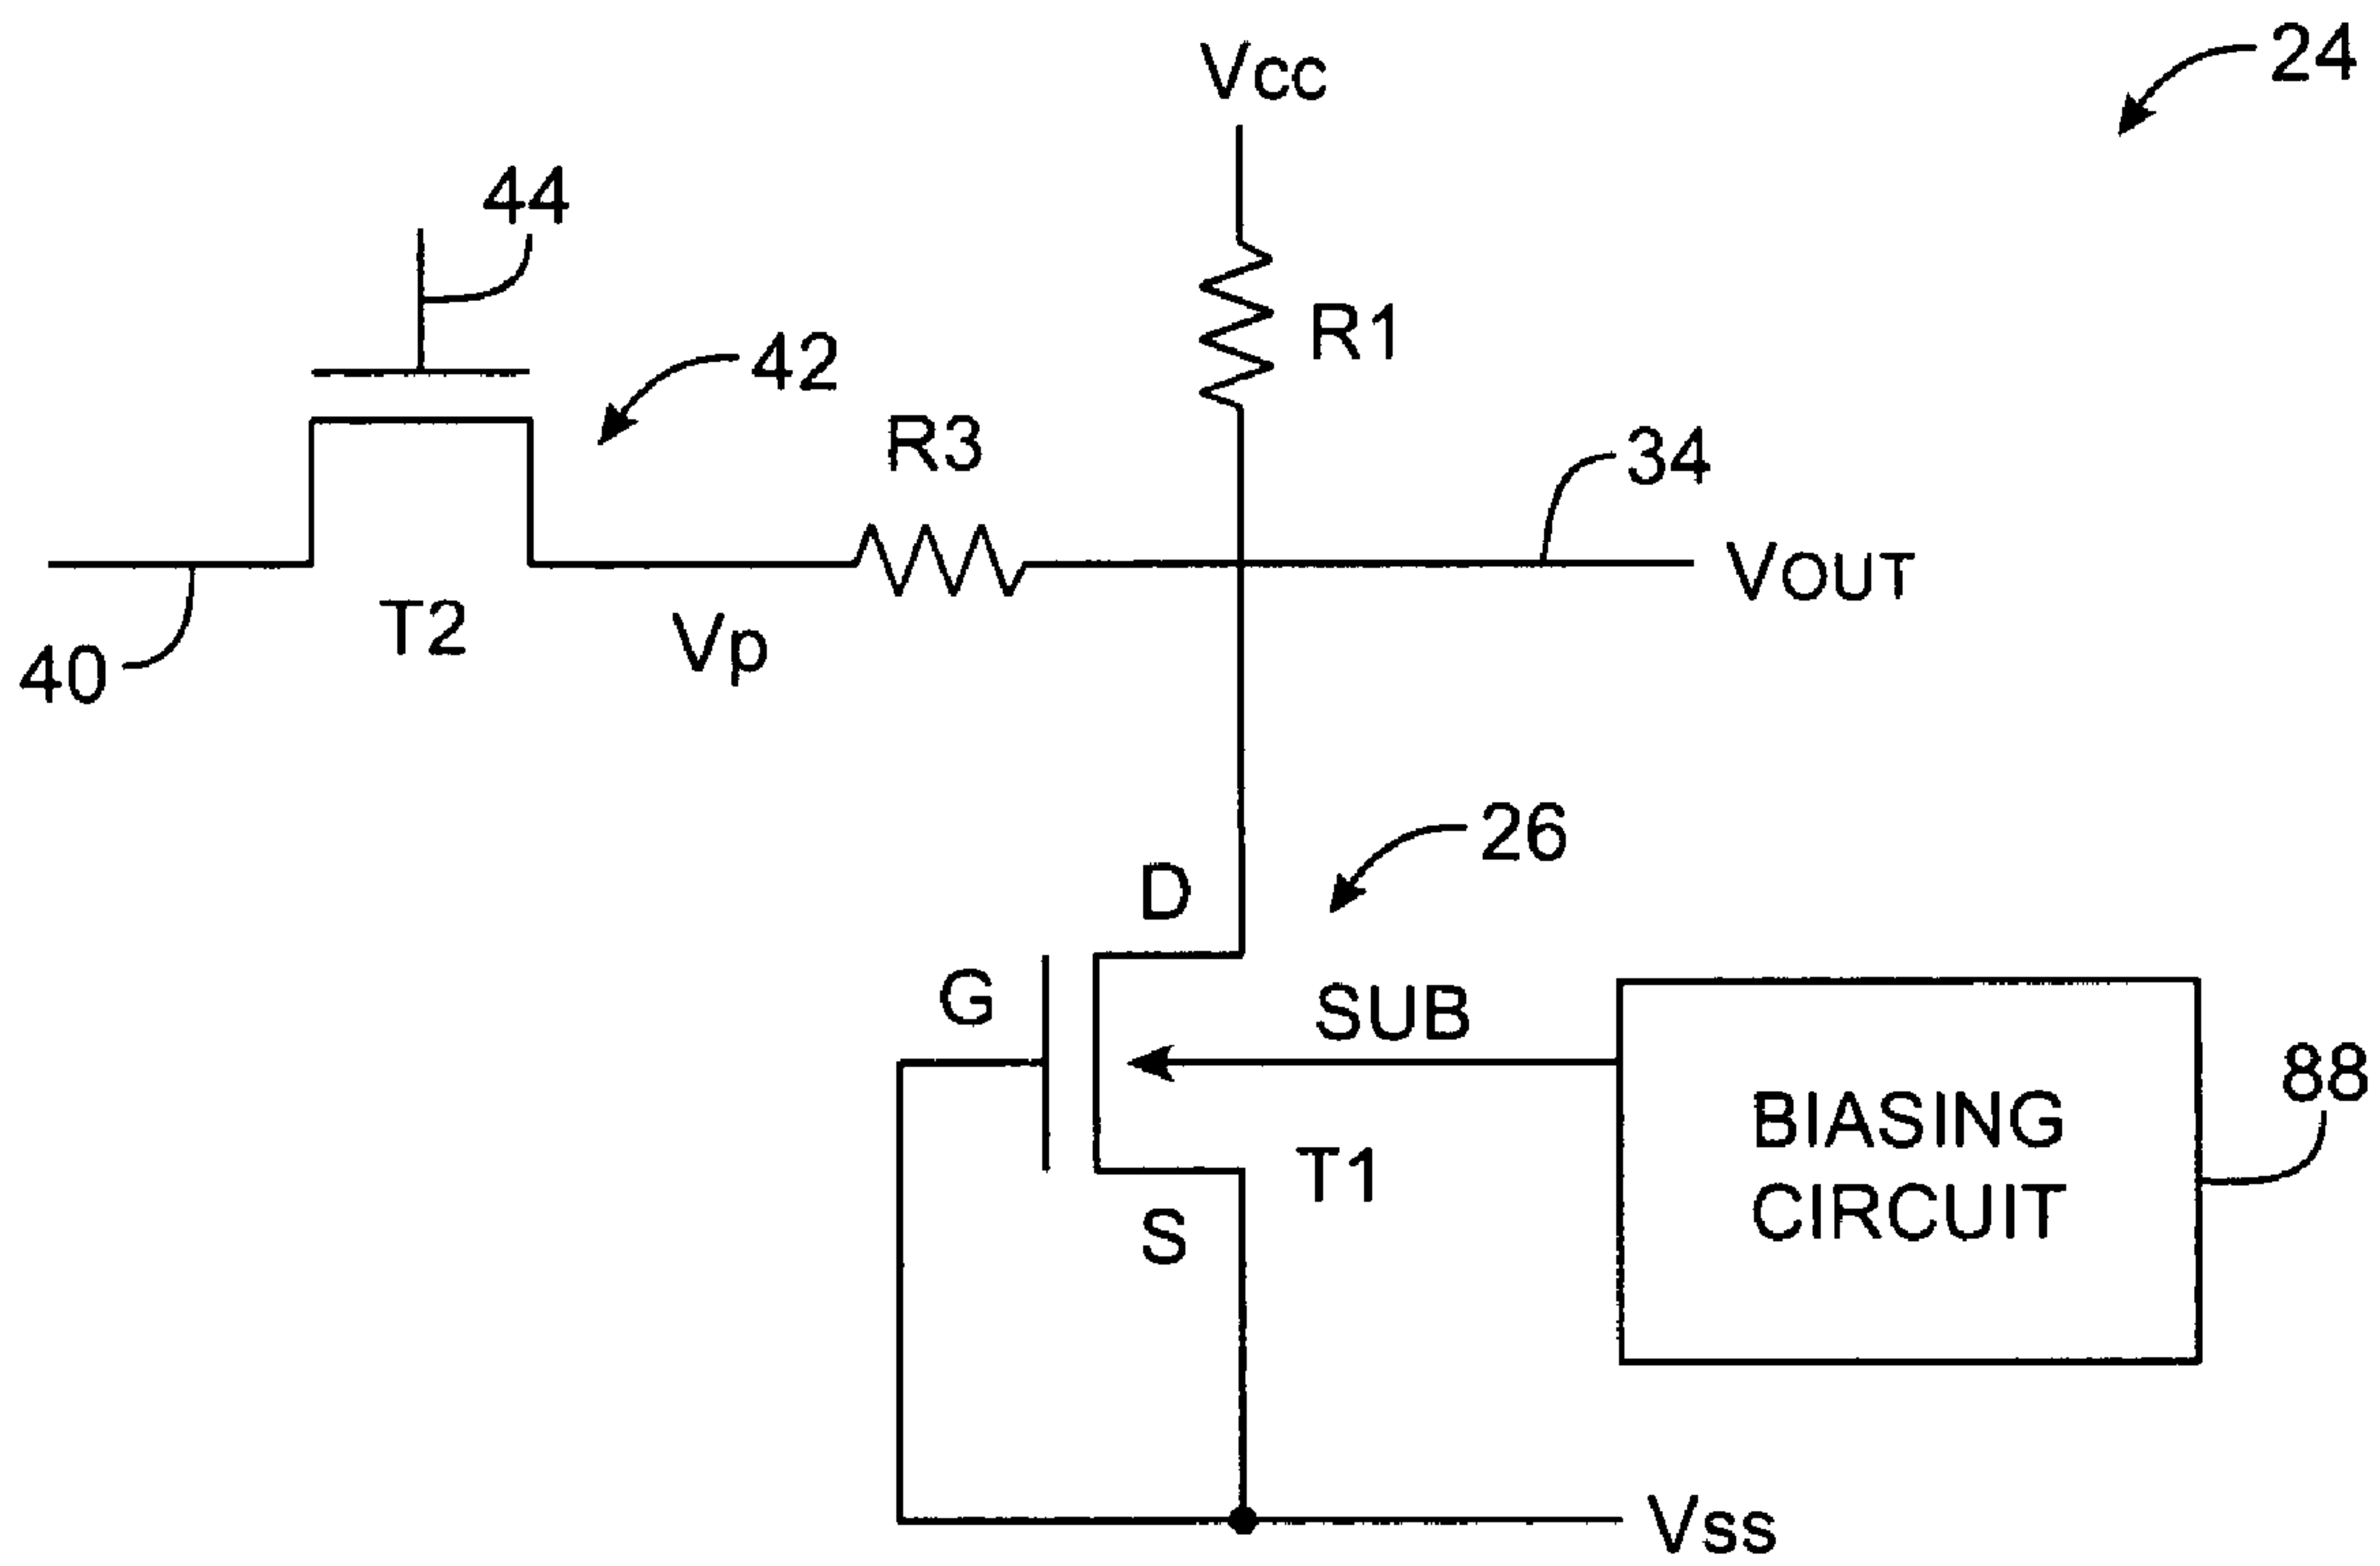 24
Vcc
44
R1
42
R3
34
VOUT
T2
Vp
40
26
D
G
SUB
88
BIASING
CIRCUIT
T1
S
Vss